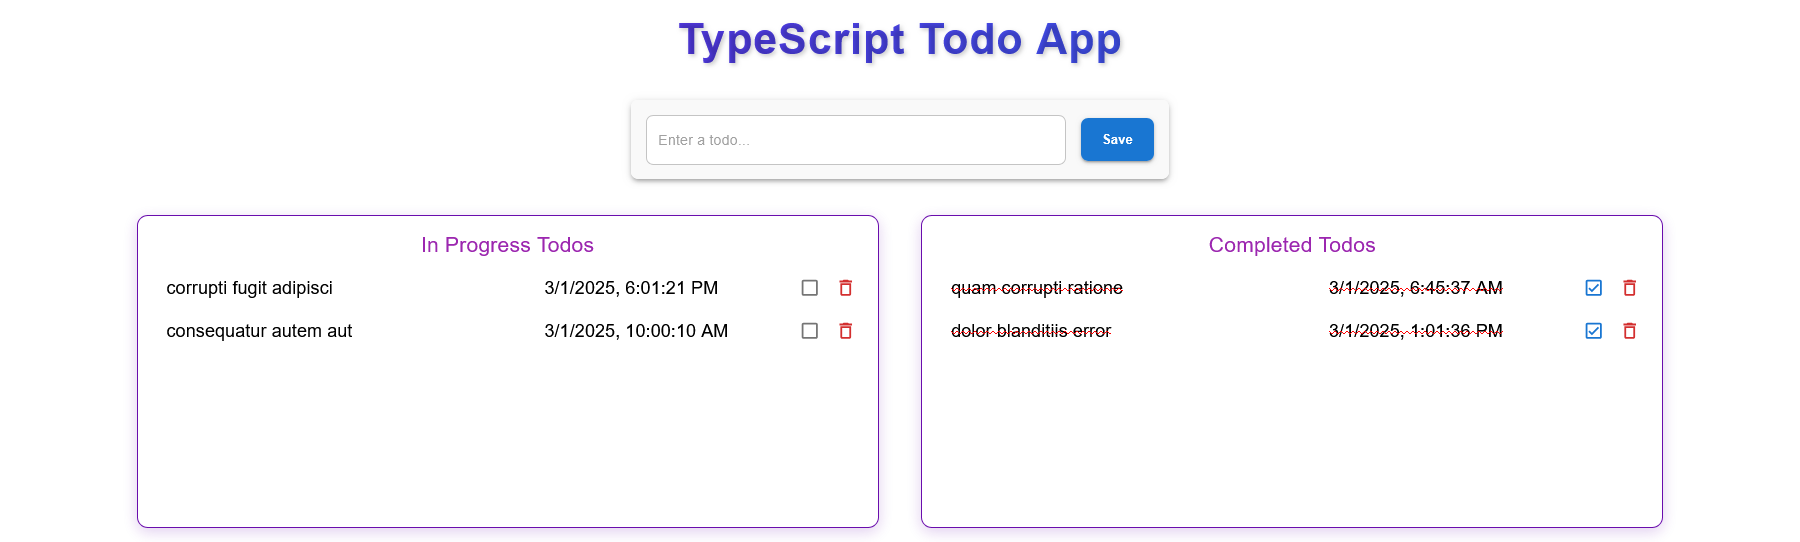 TypeScript Todo App
Enter a todo...
Save
In Progress Todos
corrupti fugit adipisci 3/1/2025, 6:01:21 PM
consequatur autem aut 3/1/2025, 10:00:10 AM
Completed Todos
quam corrupti ratione 3/1/2025, 6:45:37 AM
dolor blanditiis error 3/1/2025, 1:01:36 PM